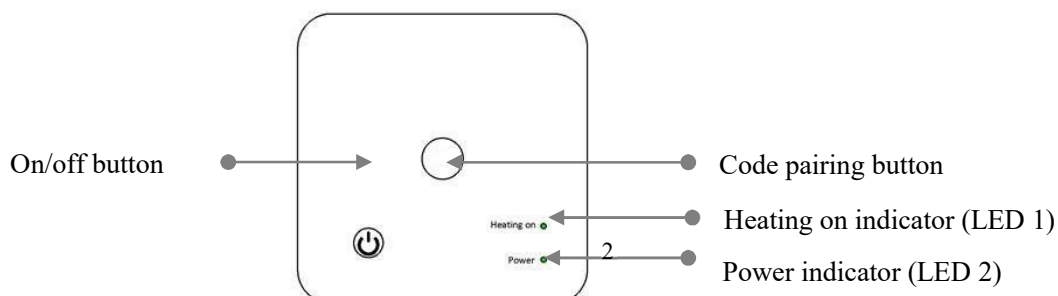 On/off button
Code pairing button
Heating on
Heating on indicator (LED 1)
Power
2
Power indicator (LED 2)